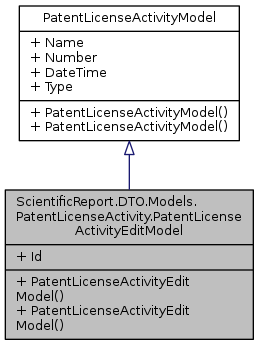 PatentLicenseActivityModel
+ Name
+ Number
+ DateTime
+ Type
+ PatentLicenseActivityModel()
+ PatentLicenseActivityModel()
ScientificReport.DTO.Models.
PatentLicenseActivity.PatentLicense
ActivityEditModel
+ Id
+ PatentLicenseActivityEdit
Model()
+ PatentLicenseActivityEdit
Model()